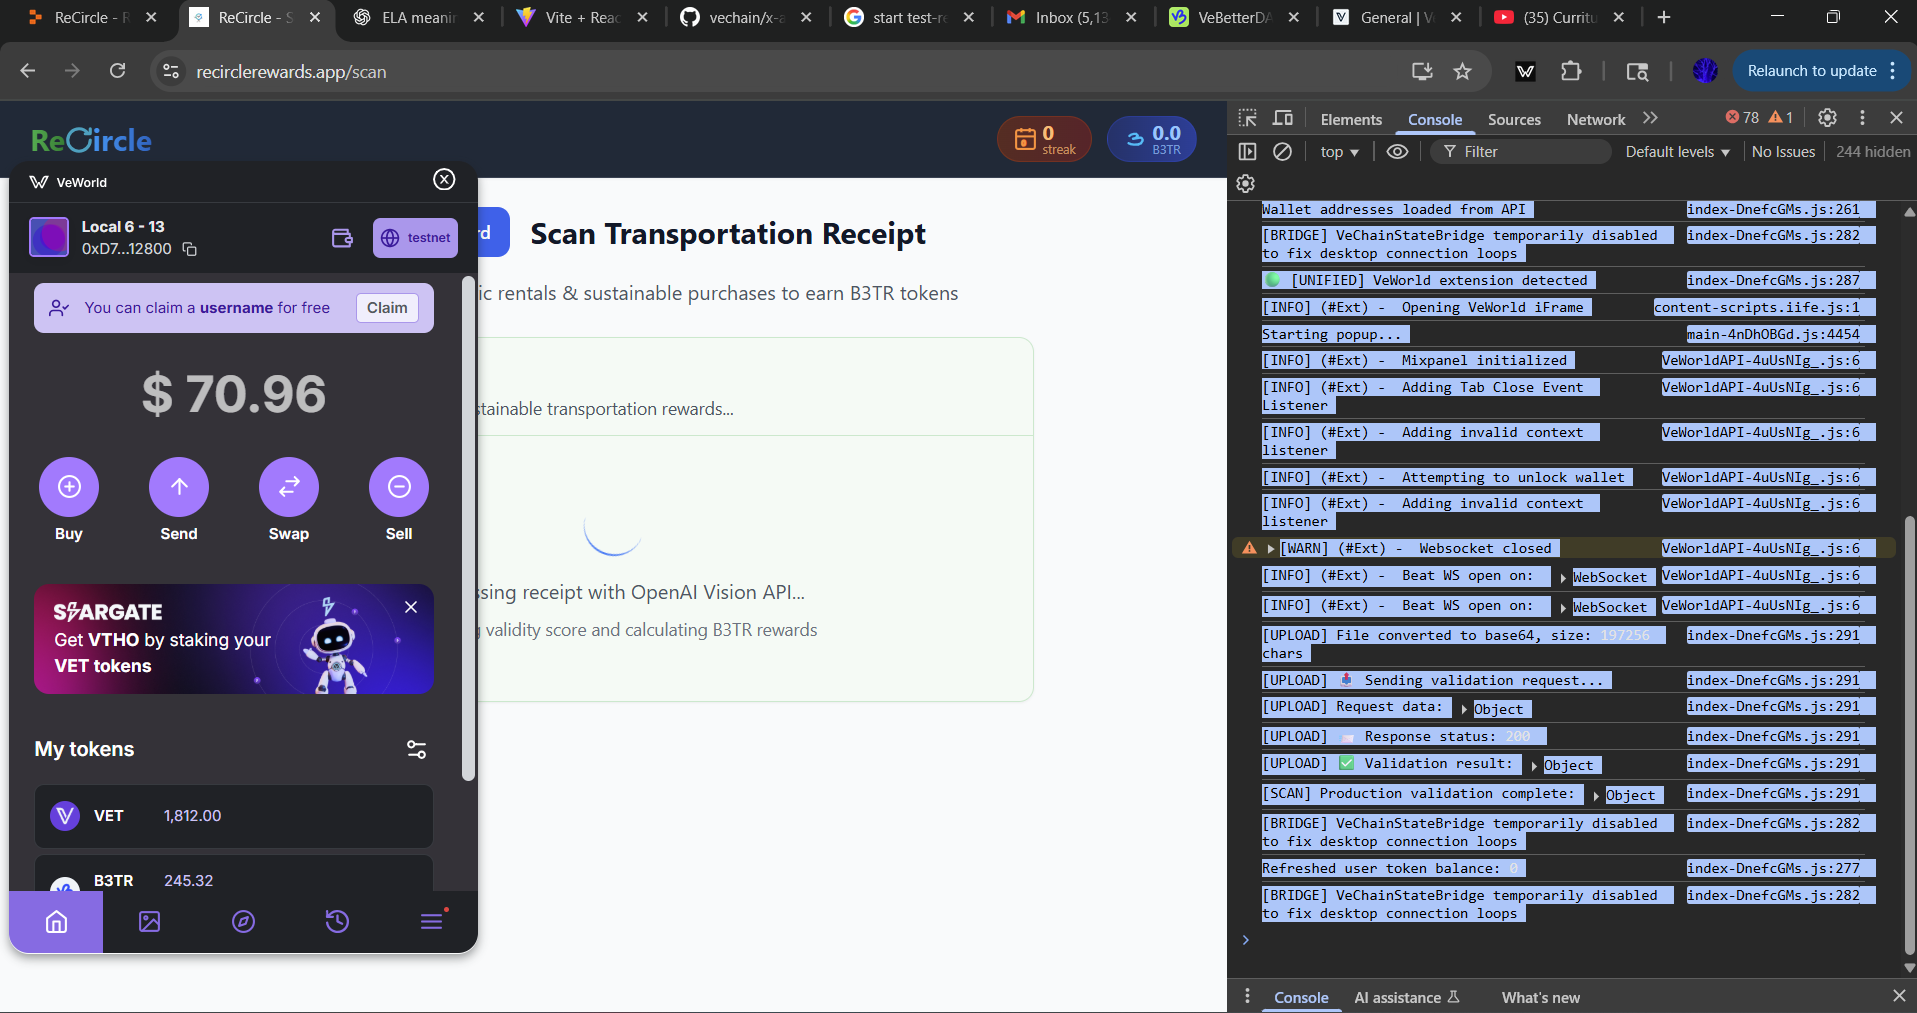 ReCircle - R
ReCircle - S
ELA meanin
Vite + Reac
vechain/x-a
start test-re
Inbox (5,13
VeBetterDA
General | V
(35) Curritu
recirclerewards.app/scan
Relaunch to update
ReCircle
0
streak
0.0
B3TR
VeWorld
Local 6 - 13
0xD7...12800
testnet
You can claim a username for free
Claim
$ 70.96
Buy
Send
Swap
Sell
STARGATE
Get VTHO by staking your
VET tokens
My tokens
VET
1,812.00
B3TR
245.32
rd
Scan Transportation Receipt
ic rentals & sustainable purchases to earn B3TR tokens
stainable transportation rewards...
ssing receipt with OpenAI Vision API...
g validity score and calculating B3TR rewards
Elements
Console
Sources
Network
78
1
top
Filter
Default levels
No Issues
244 hidden
Wallet addresses loaded from API index-DnefcGMs.js:261
[BRIDGE] VeChainStateBridge temporarily disabled index-DnefcGMs.js:282
to fix desktop connection loops
[UNIFIED] VeWorld extension detected index-DnefcGMs.js:287
[INFO] (#Ext) - Opening VeWorld iFrame content-scripts.iife.js:1
Starting popup... main-4nDhOBGd.js:4454
[INFO] (#Ext) - Mixpanel initialized VeWorldAPI-4uUsNIg_.js:6
[INFO] (#Ext) - Adding Tab Close Event VeWorldAPI-4uUsNIg_.js:6
Listener
[INFO] (#Ext) - Adding invalid context VeWorldAPI-4uUsNIg_.js:6
listener
[INFO] (#Ext) - Attempting to unlock wallet VeWorldAPI-4uUsNIg_.js:6
[INFO] (#Ext) - Adding invalid context VeWorldAPI-4uUsNIg_.js:6
listener
[WARN] (#Ext) - Websocket closed VeWorldAPI-4uUsNIg_.js:6
[INFO] (#Ext) - Beat WS open on: WebSocket VeWorldAPI-4uUsNIg_.js:6
[INFO] (#Ext) - Beat WS open on: WebSocket VeWorldAPI-4uUsNIg_.js:6
[UPLOAD] File converted to base64, size: 197256 index-DnefcGMs.js:291
chars
[UPLOAD] Sending validation request... index-DnefcGMs.js:291
[UPLOAD] Request data: Object index-DnefcGMs.js:291
[UPLOAD] Response status: 200 index-DnefcGMs.js:291
[UPLOAD] Validation result: Object index-DnefcGMs.js:291
[SCAN] Production validation complete: Object index-DnefcGMs.js:291
[BRIDGE] VeChainStateBridge temporarily disabled index-DnefcGMs.js:282
to fix desktop connection loops
Refreshed user token balance: 0 index-DnefcGMs.js:277
[BRIDGE] VeChainStateBridge temporarily disabled index-DnefcGMs.js:282
to fix desktop connection loops
Console
AI assistance
What's new